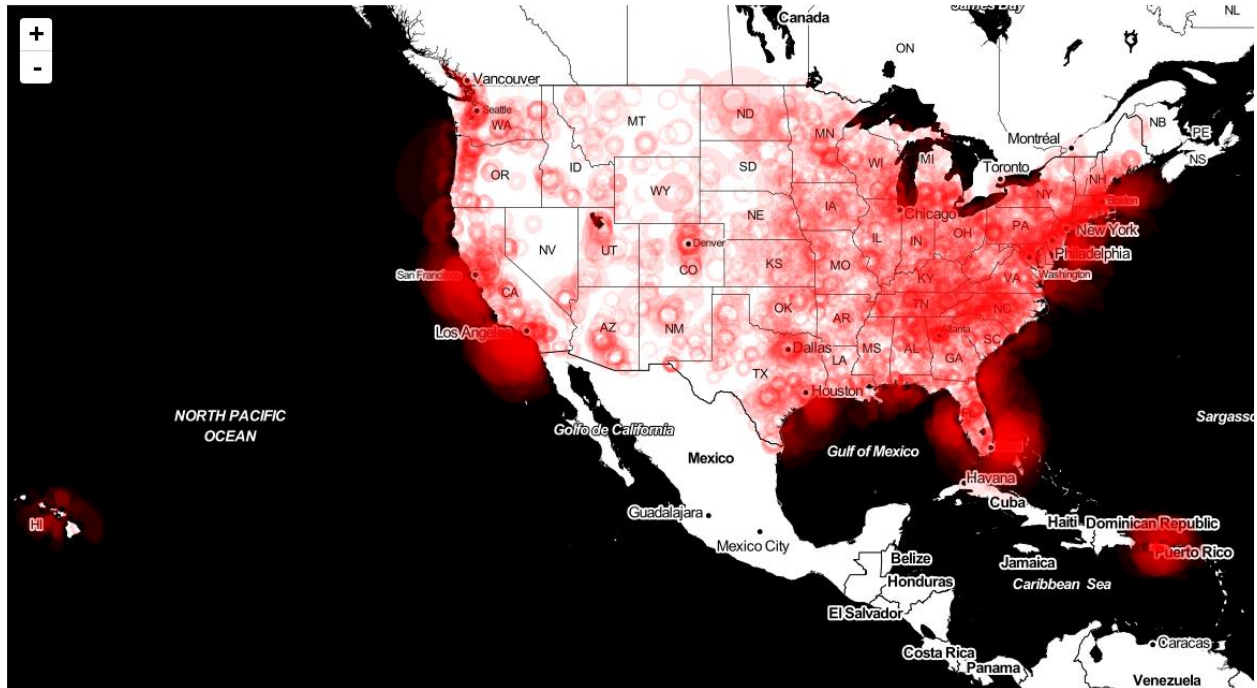 +
-
Canada
James Bay
NL
ON
Vancouver
Seattle
WA
MT
ND
MN
Montréal
NB
PE
NS
OR
ID
SD
WI
MI
Toronto
NH
WY
NY
Boston
IA
Chicago
NE
NV
UT
Denver
CO
IL
IN
OH
PA
New York
Philadelphia
San Francisco
CA
KS
MO
KY
VA
Washington
Los Angeles
AZ
NM
OK
AR
TN
NC
Atlanta
SC
Dallas
MS
AL
GA
LA
TX
Houston
FL
NORTH PACIFIC
OCEAN
Golfo de California
Mexico
Gulf of Mexico
Sargasso
Havana
Cuba
HI
Guadalajara
Mexico City
Haiti
Dominican Republic
Puerto Rico
Belize
Jamaica
Honduras
Caribbean Sea
El Salvador
Costa Rica
Panama
Caracas
Venezuela